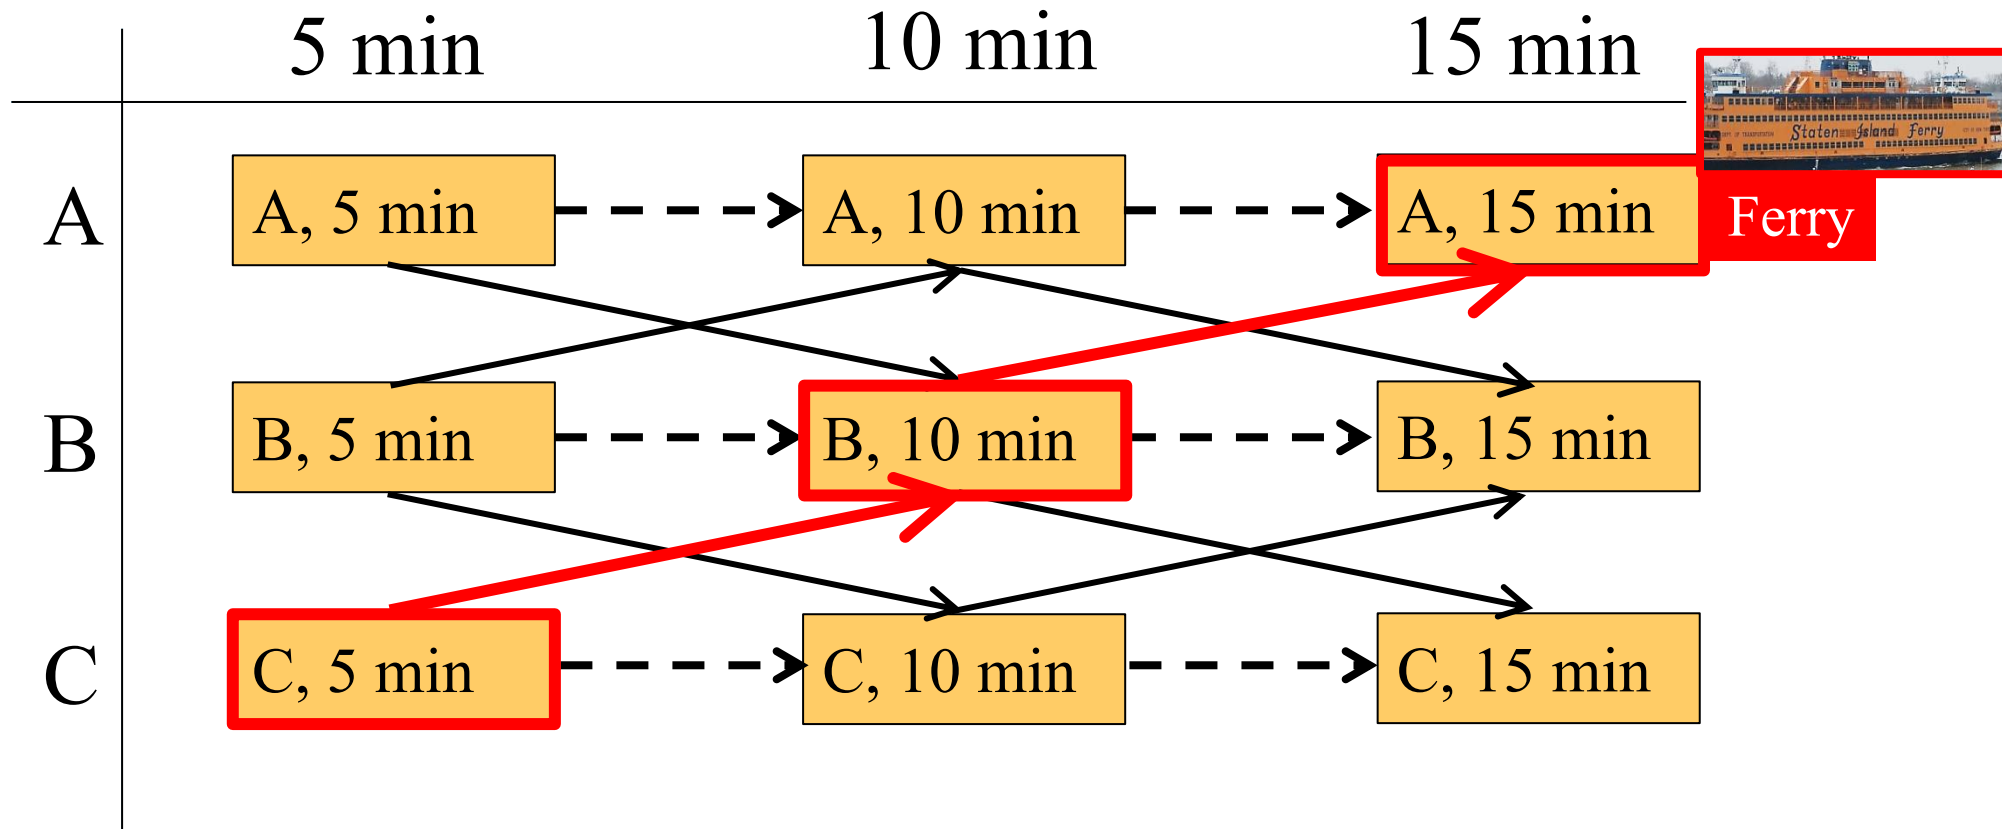 5 min 10 min 15 min
Staten Island Ferry
A A, 5 min A, 10 min A, 15 min Ferry
B B, 5 min B, 10 min B, 15 min
C C, 5 min C, 10 min C, 15 min